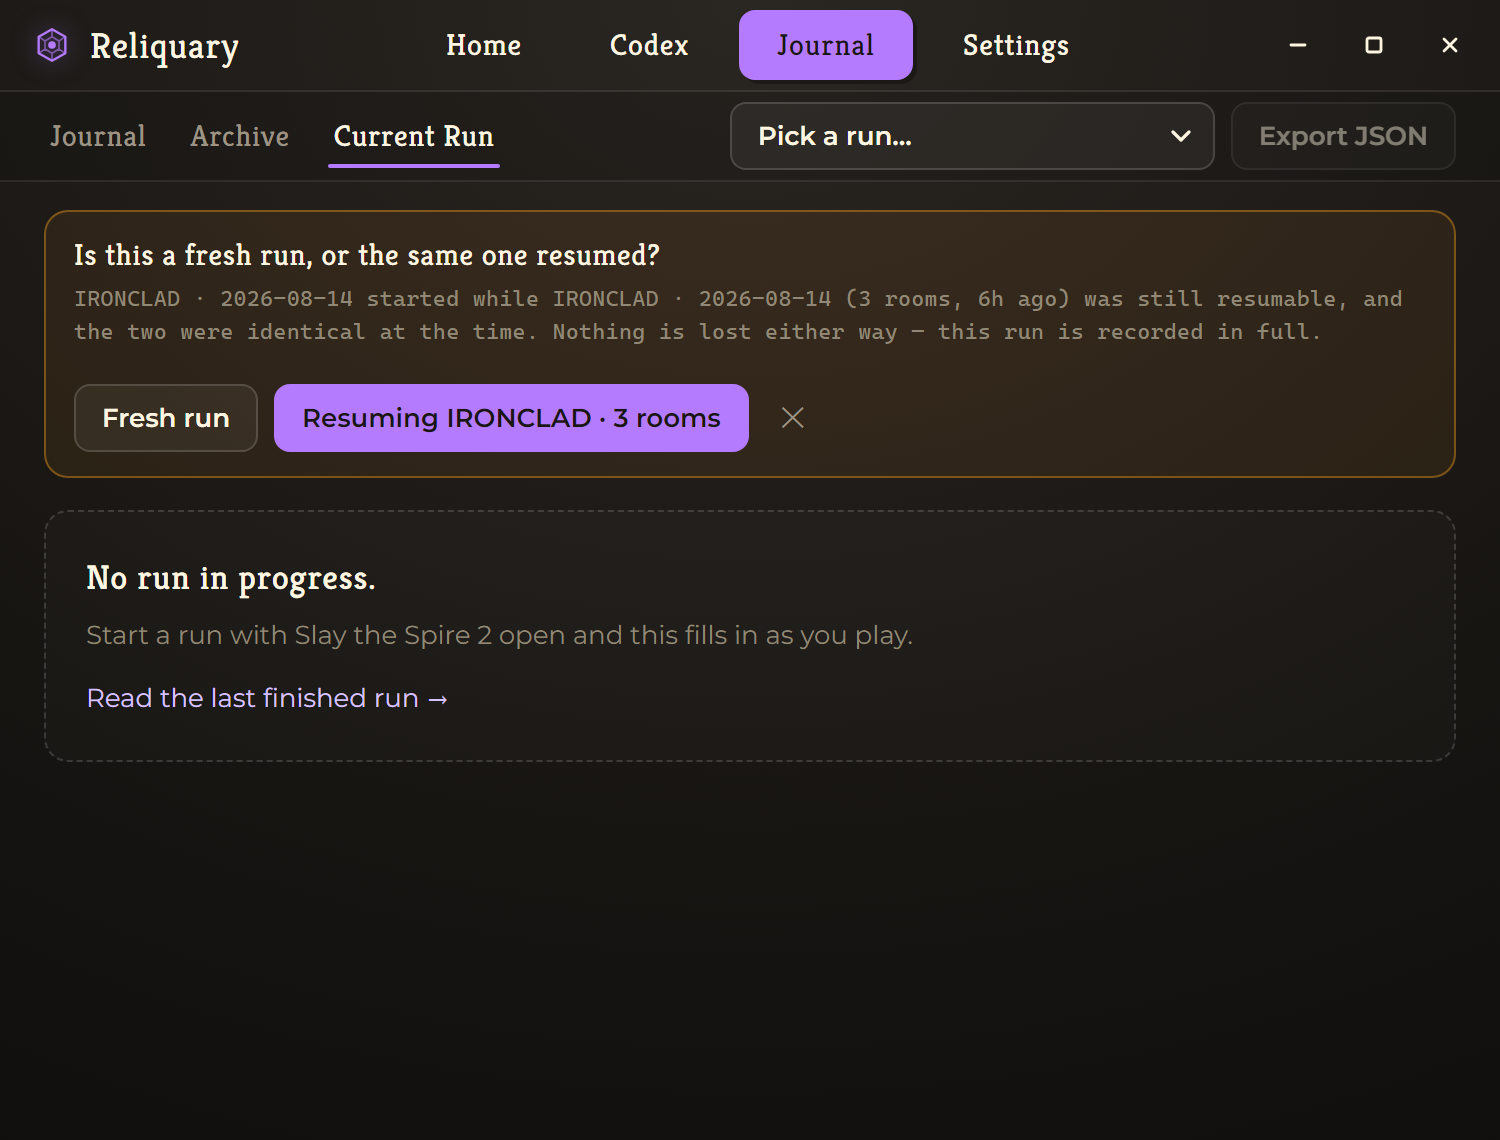 Reliquary
Home
Codex
Journal
Settings
Journal
Archive
Current Run
Pick a run...
Export JSON
Is this a fresh run, or the same one resumed?
IRONCLAD · 2026-08-14 started while IRONCLAD · 2026-08-14 (3 rooms, 6h ago) was still resumable, and
the two were identical at the time. Nothing is lost either way — this run is recorded in full.
Fresh run
Resuming IRONCLAD · 3 rooms
No run in progress.
Start a run with Slay the Spire 2 open and this fills in as you play.
Read the last finished run →